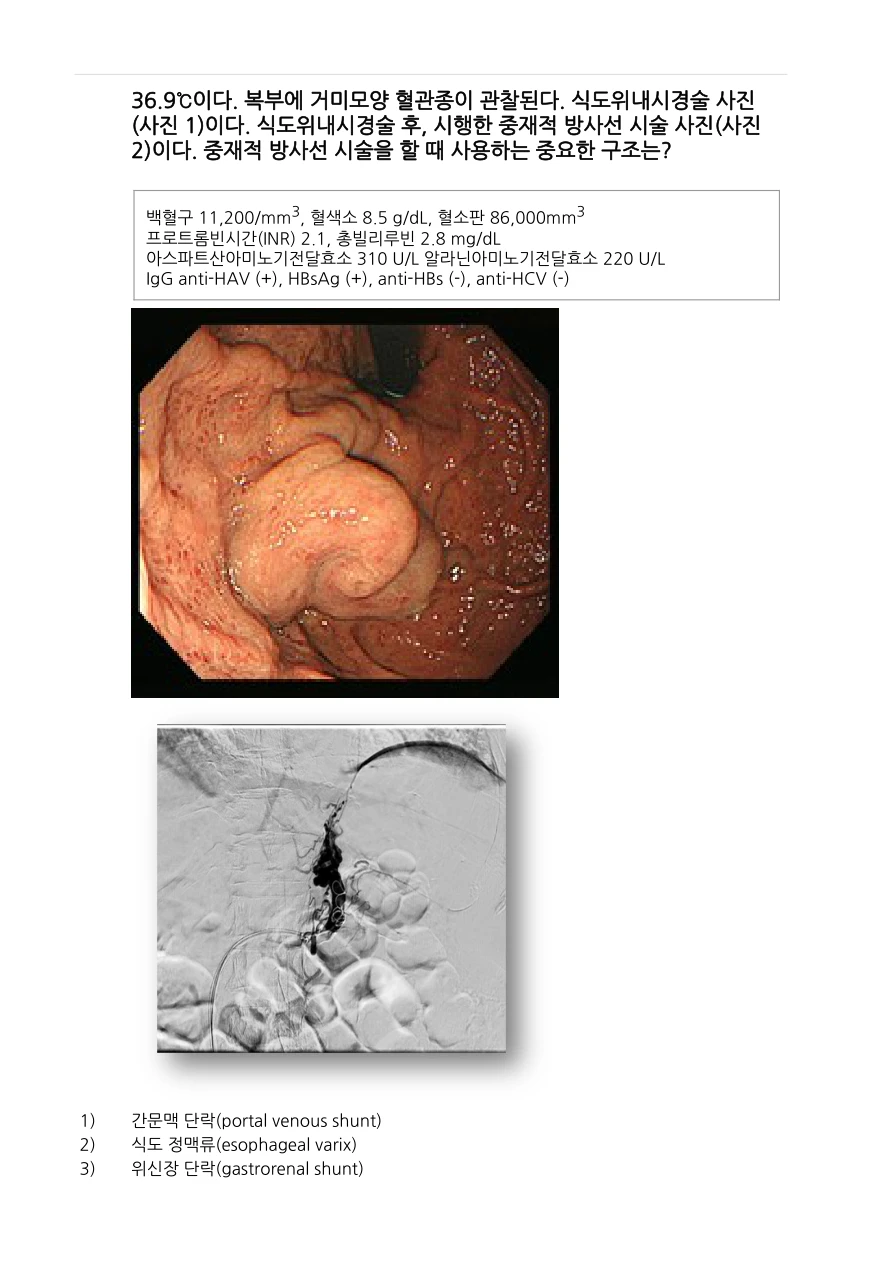 36.9℃이다. 복부에 거미모양 혈관종이 관찰된다. 식도위내시경술 사진
(사진 1)이다. 식도위내시경술 후, 시행한 중재적 방사선 시술 사진(사진
2)이다. 중재적 방사선 시술을 할 때 사용하는 중요한 구조는?
백혈구 11,200/mm3, 혈색소 8.5 g/dL, 혈소판 86,000mm3
프로트롬빈시간(INR) 2.1, 총빌리루빈 2.8 mg/dL
아스파트산아미노기전달효소 310 U/L 알라닌아미노기전달효소 220 U/L
IgG anti-HAV (+), HBsAg (+), anti-HBs (-), anti-HCV (-)
1) 간문맥 단락(portal venous shunt)
2) 식도 정맥류(esophageal varix)
3) 위신장 단락(gastrorenal shunt)